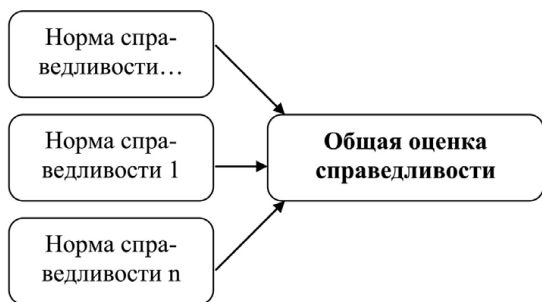 Норма спра-
ведливости…
Норма спра-
ведливости 1
Норма спра-
ведливости n
Общая оценка
справедливости